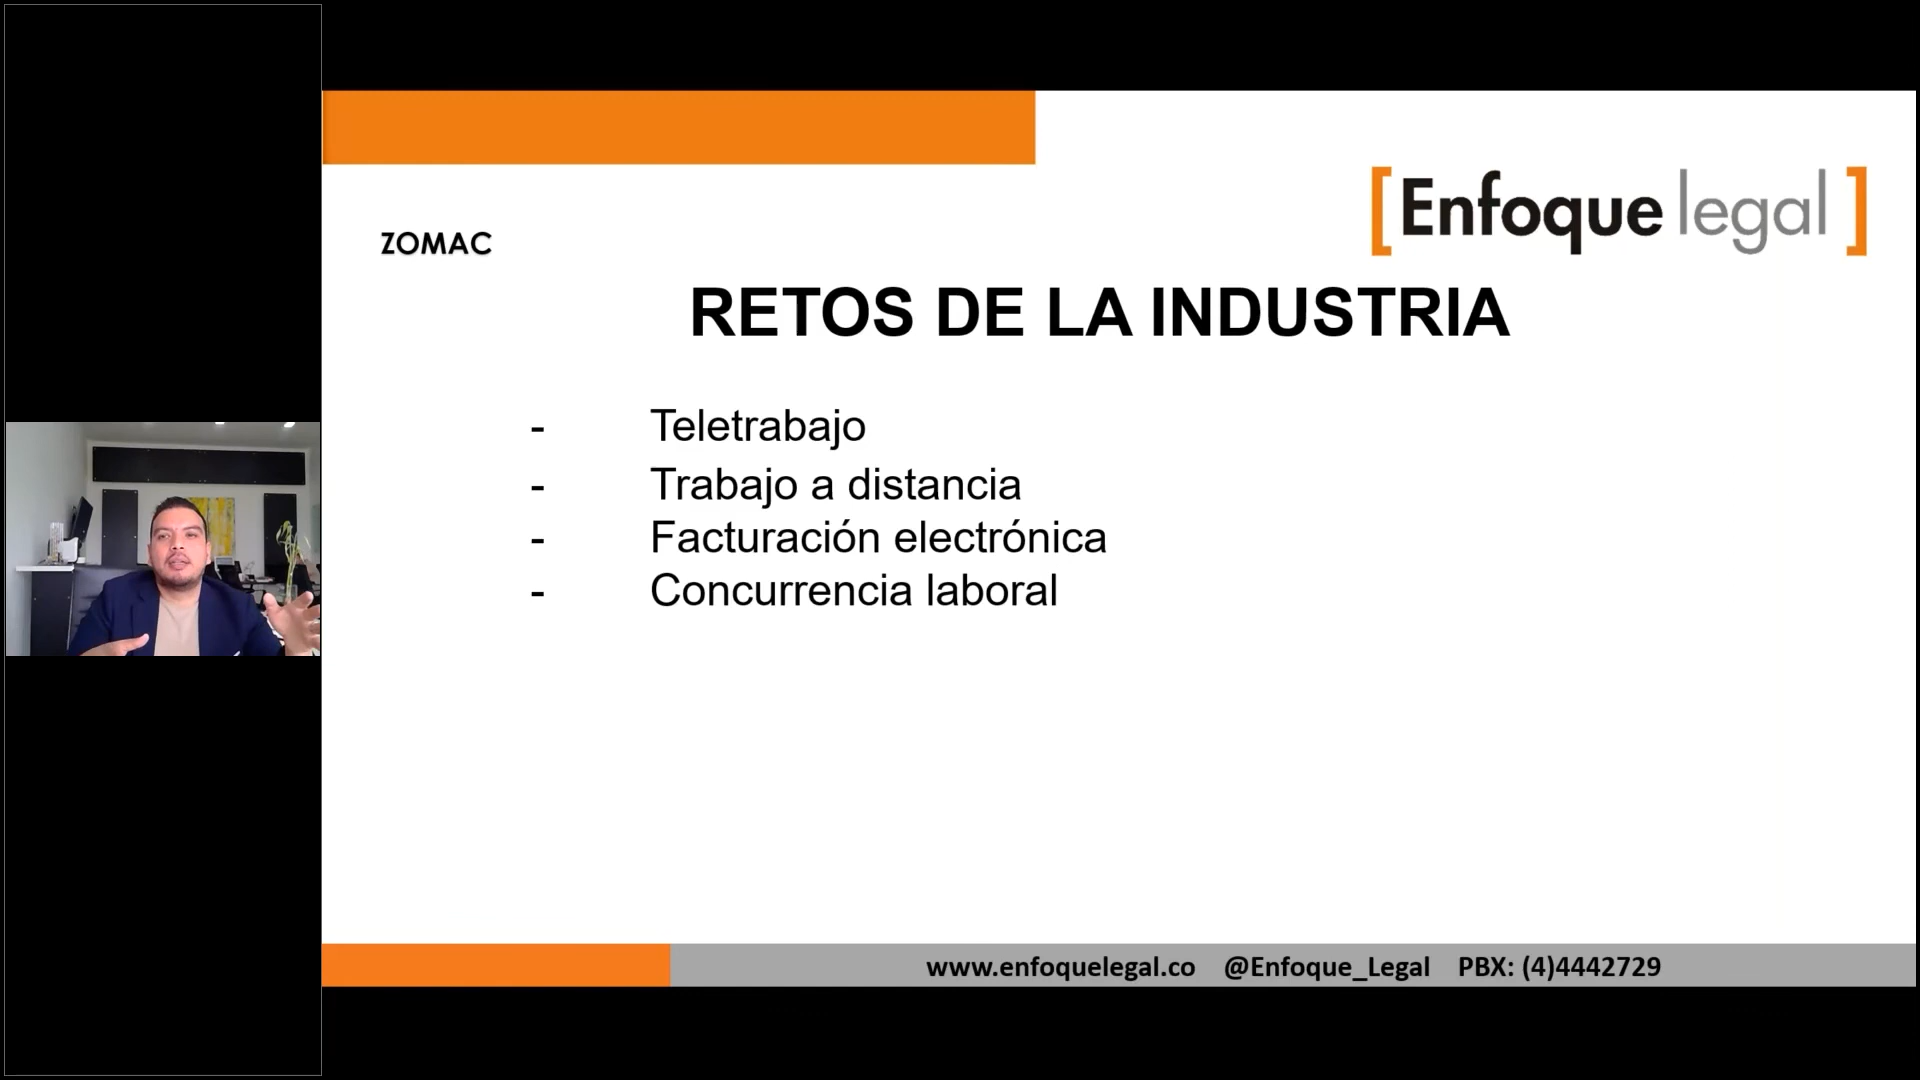 [Enfoque legal]
ZOMAC
RETOS DE LA INDUSTRIA
- Teletrabajo
- Trabajo a distancia
- Facturación electrónica
- Concurrencia laboral
www.enfoquelegal.co @Enfoque_Legal PBX: (4)4442729